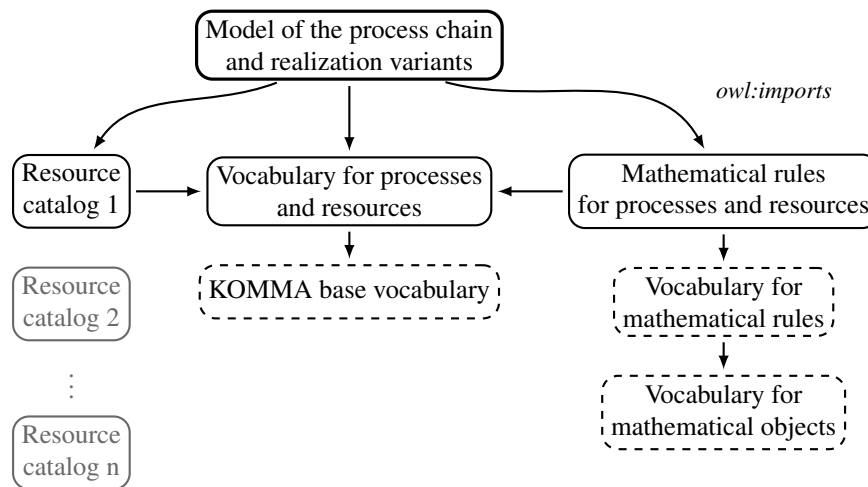 Model of the process chain
and realization variants
owl:imports
Resource
catalog 1
Vocabulary for processes
and resources
Mathematical rules
for processes and resources
Resource
catalog 2
KOMMA base vocabulary
Vocabulary for
mathematical rules
⋮
Vocabulary for
mathematical objects
Resource
catalog n